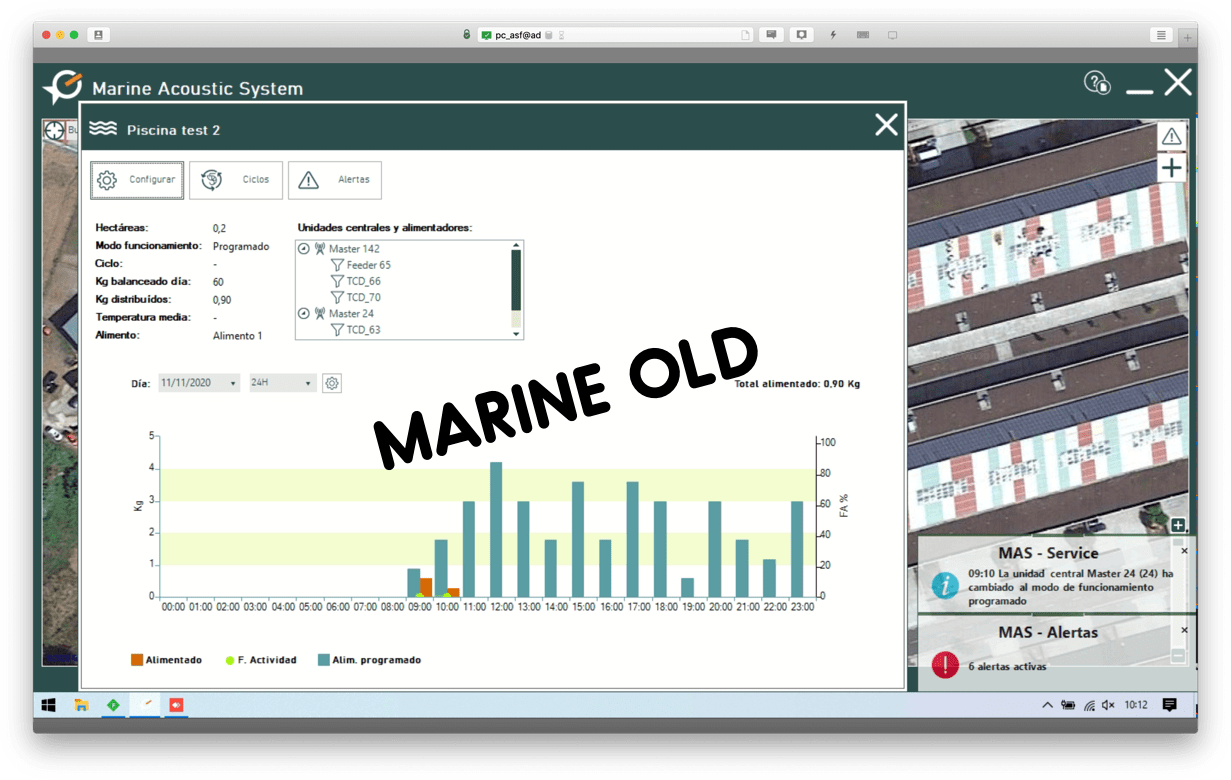 pc_asf@ad
Marine Acoustic System
Piscina test 2
Configurar
Ciclos
Alertas
Hectáreas: 0,2
Modo funcionamiento: Programado
Ciclo: -
Kg balanceado día: 60
Kg distribuidos: 0,90
Temperatura media: -
Alimento: Alimento 1
Unidades centrales y alimentadores:
Master 142
Feeder 65
TCD_66
TCD_70
Master 24
TCD_63
MARINE OLD
Día: 11/11/2020 24H
Total alimentado: 0,90 Kg
Kg
5
4
3
2
1
0
FA %
100
80
60
40
20
0
00:00 01:00 02:00 03:00 04:00 05:00 06:00 07:00 08:00 09:00 10:00 11:00 12:00 13:00 14:00 15:00 16:00 17:00 18:00 19:00 20:00 21:00 22:00 23:00
Alimentado F. Actividad Alim. programado
MAS - Service
09:10 La unidad central Master 24 (24) ha
cambiado al modo de funcionamiento
programado
MAS - Alertas
6 alertas activas
10:12